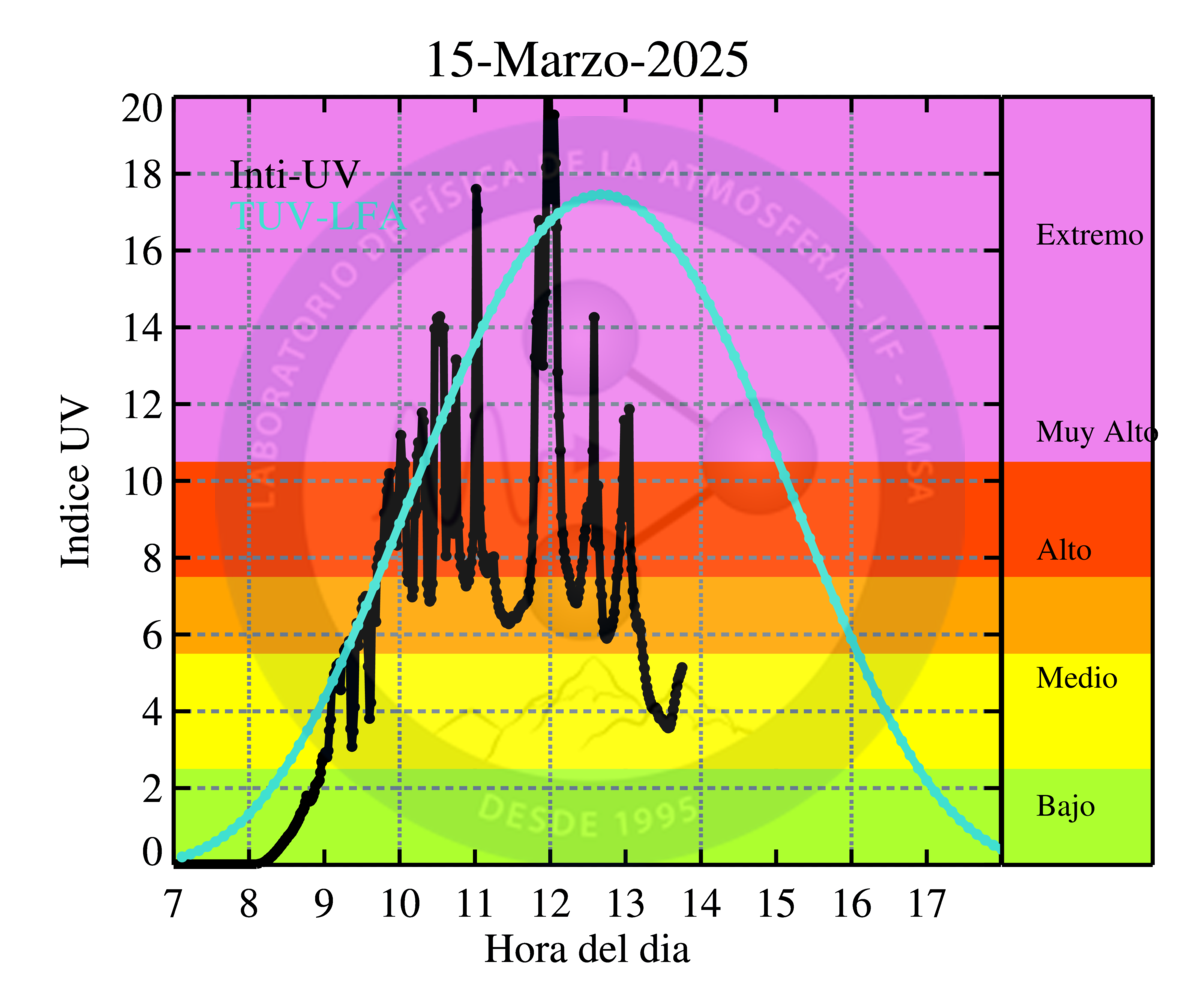 15-Marzo-2025
Indice UV
20
18
16
14
12
10
8
6
4
2
0
Inti-UV
TUV-LFA
LABORATORIO DE FÍSICA DE LA ATMÓSFERA - IIF - UMSA
DESDE 1995
Extremo
Muy Alto
Alto
Medio
Bajo
7 8 9 10 11 12 13 14 15 16 17
Hora del dia